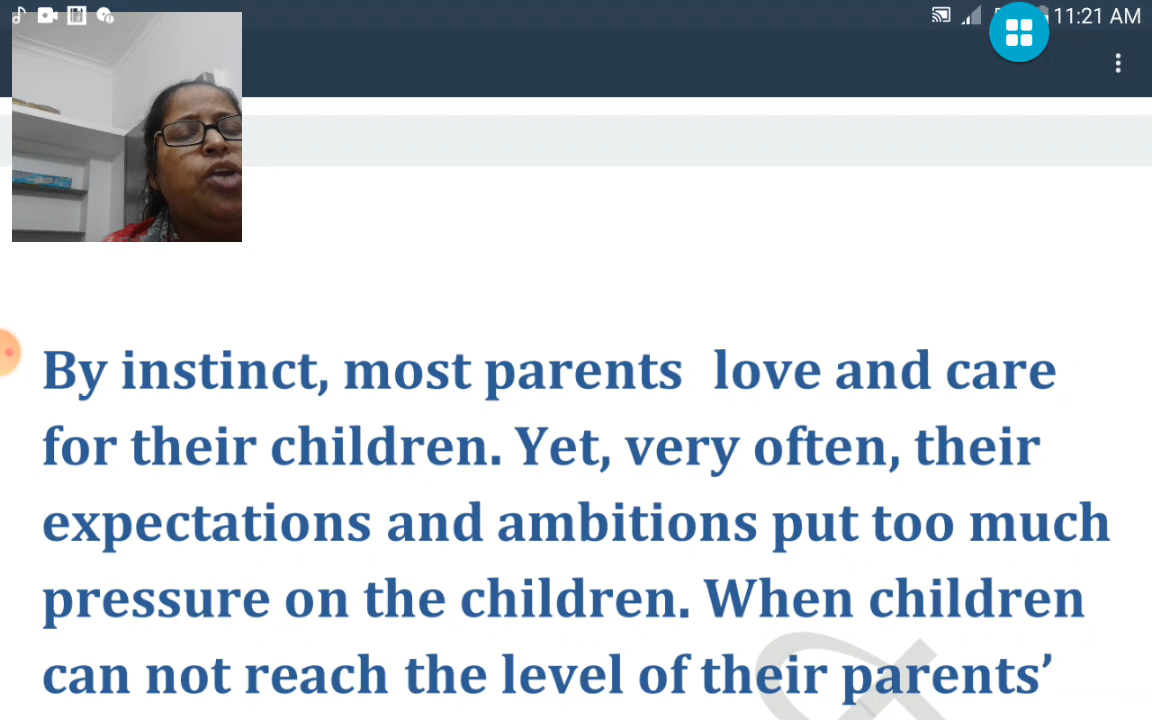 11:21 AM
By instinct, most parents love and care
for their children. Yet, very often, their
expectations and ambitions put too much
pressure on the children. When children
can not reach the level of their parents’